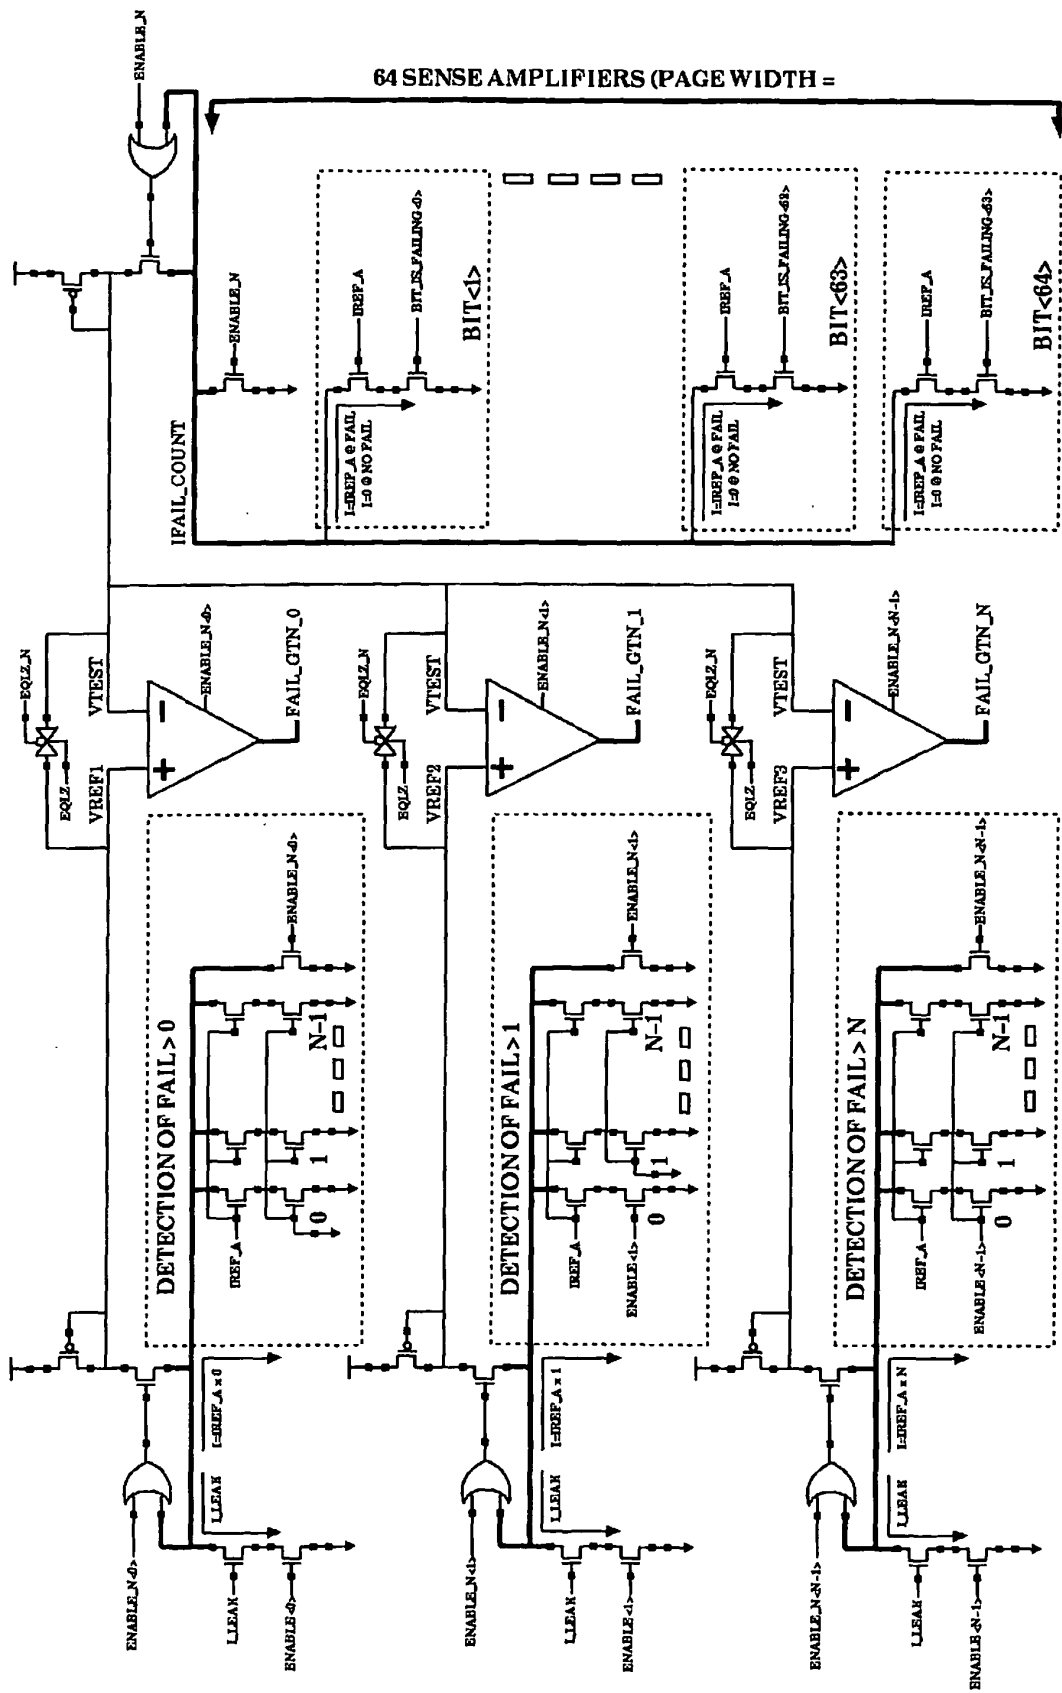 ENABLE_N
64 SENSE AMPLIFIERS (PAGE WIDTH =
ENABLE_N
IFAIL_COUNT
IREF_A
BIT_IS_FAILING<0>
I=IREF_A @ FAIL
I=0 @ NO FAIL
BIT<1>
IREF_A
BIT_IS_FAILING<62>
I=IREF_A @ FAIL
I=0 @ NO FAIL
BIT<63>
IREF_A
BIT_IS_FAILING<63>
I=IREF_A @ FAIL
I=0 @ NO FAIL
BIT<64>
EQLZ_N
EQLZ
VTEST
VREF1
ENABLE_N<0>
FAIL_GTN_0
EQLZ_N
EQLZ
VTEST
VREF2
ENABLE_N<1>
FAIL_GTN_1
EQLZ_N
EQLZ
VTEST
VREF3
ENABLE_N<N-1>
FAIL_GTN_N
DETECTION OF FAIL > 0
ENABLE_N<0>
IREF_A
0
1
N-1
DETECTION OF FAIL > 1
ENABLE_N<1>
IREF_A
ENABLE<1>
0
1
N-1
DETECTION OF FAIL > N
ENABLE_N<N-1>
IREF_A
ENABLE<N-1>
0
1
N-1
I=IREF_A x 0
I_LEAK
ENABLE_N<0>
I_LEAK
ENABLE<0>
I=IREF_A x 1
I_LEAK
ENABLE_N<1>
I_LEAK
ENABLE<1>
I=IREF_A x N
I_LEAK
ENABLE_N<N-1>
I_LEAK
ENABLE<N-1>